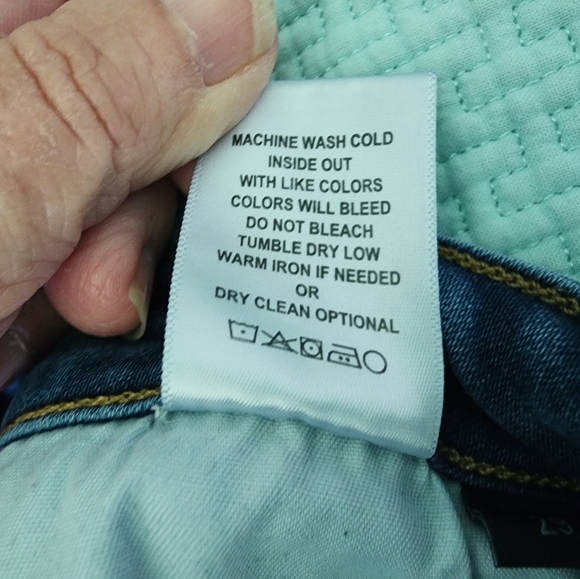 MACHINE WASH COLD
INSIDE OUT
WITH LIKE COLORS
COLORS WILL BLEED
DO NOT BLEACH
TUMBLE DRY LOW
WARM IRON IF NEEDED
OR
DRY CLEAN OPTIONAL